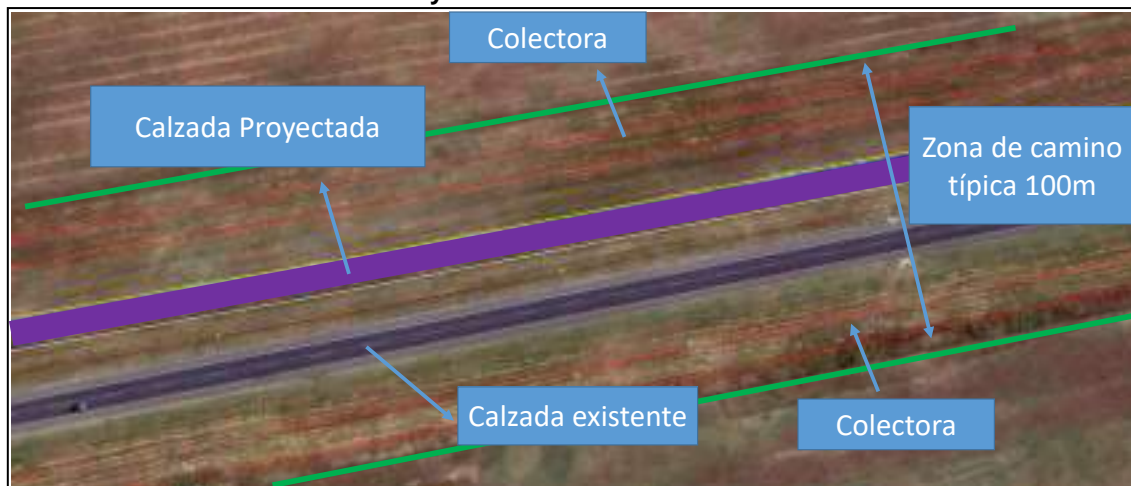 Colectora
Calzada Proyectada
Zona de camino
típica 100m
Calzada existente
Colectora